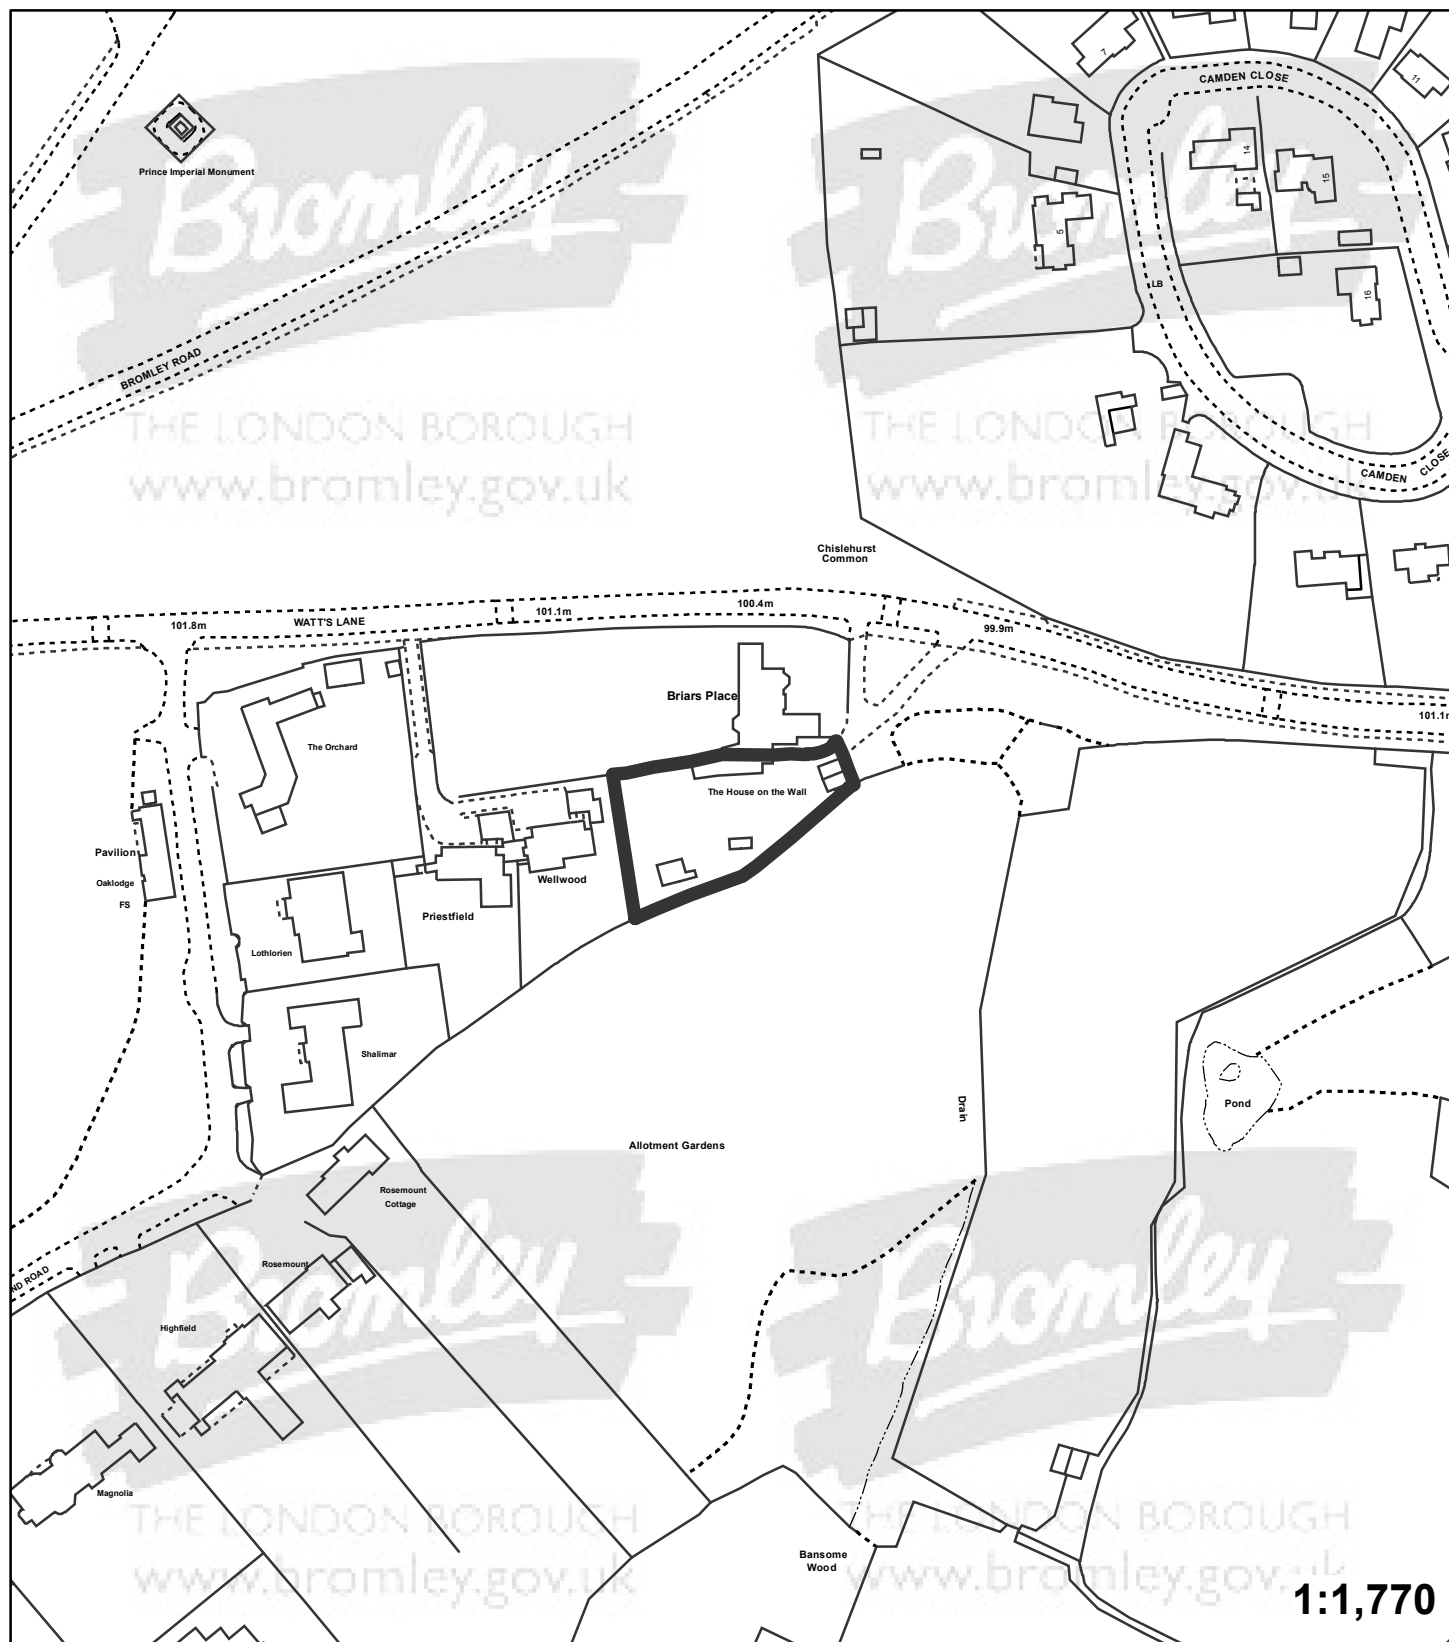 CAMDEN CLOSE
7
11
14
15
5
16
LB
Prince Imperial Monument
Bromley
Bromley
BROMLEY ROAD
THE LONDON BOROUGH
www.bromley.gov.uk
THE LONDON BOROUGH
www.bromley.gov.uk
CAMDEN CLOSE
Chislehurst
Common
101.8m
WATT'S LANE
101.1m
100.4m
99.9m
101.1m
Briars Place
The Orchard
The House on the Wall
Pavilion
Oaklodge
FS
Wellwood
Priestfield
Lothlorien
Shalimar
Drain
Pond
Allotment Gardens
Rosemount
Cottage
Rosemount
ND ROAD
Highfield
Bromley
Bromley
Magnolia
THE LONDON BOROUGH
www.bromley.gov.uk
THE LONDON BOROUGH
www.bromley.gov.uk
Bansome
Wood
1:1,770